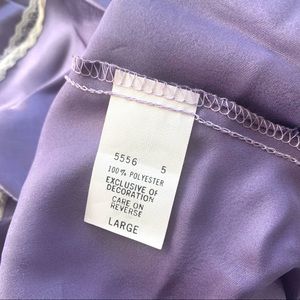 5556 5
100% POLYESTER
EXCLUSIVE OF
DECORATION
CARE ON
REVERSE
LARGE